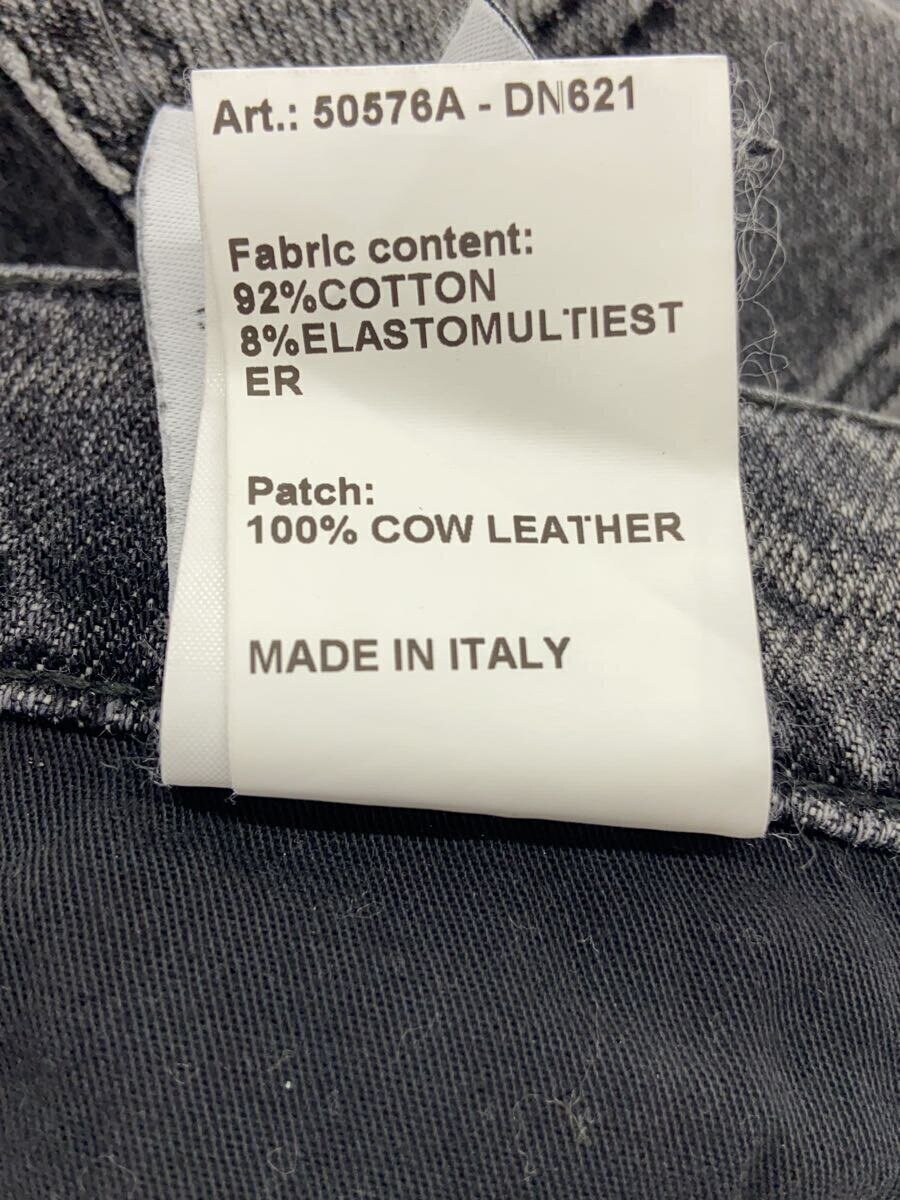 Art.: 50576A - DN621
Fabric content:
92%COTTON
8%ELASTOMULTIEST
ER
Patch:
100% COW LEATHER
MADE IN ITALY